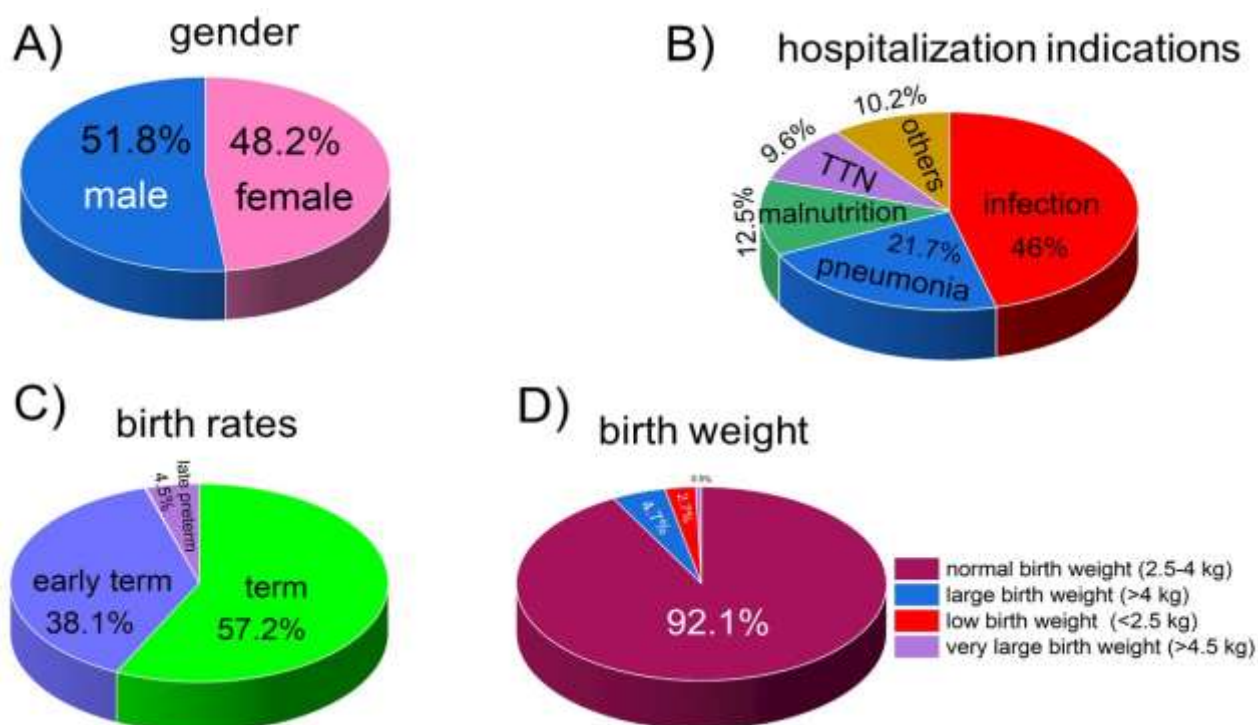 A)
gender
51.8%
male
48.2%
female
B)
hospitalization indications
10.2%
others
9.6%
TTN
12.5%
malnutrition
21.7%
pneumonia
infection
46%
C)
birth rates
late preterm
4.5%
early term
38.1%
term
57.2%
D)
birth weight
4.7%
2.7%
92.1%
normal birth weight (2.5-4 kg)
large birth weight (>4 kg)
low birth weight (<2.5 kg)
very large birth weight (>4.5 kg)